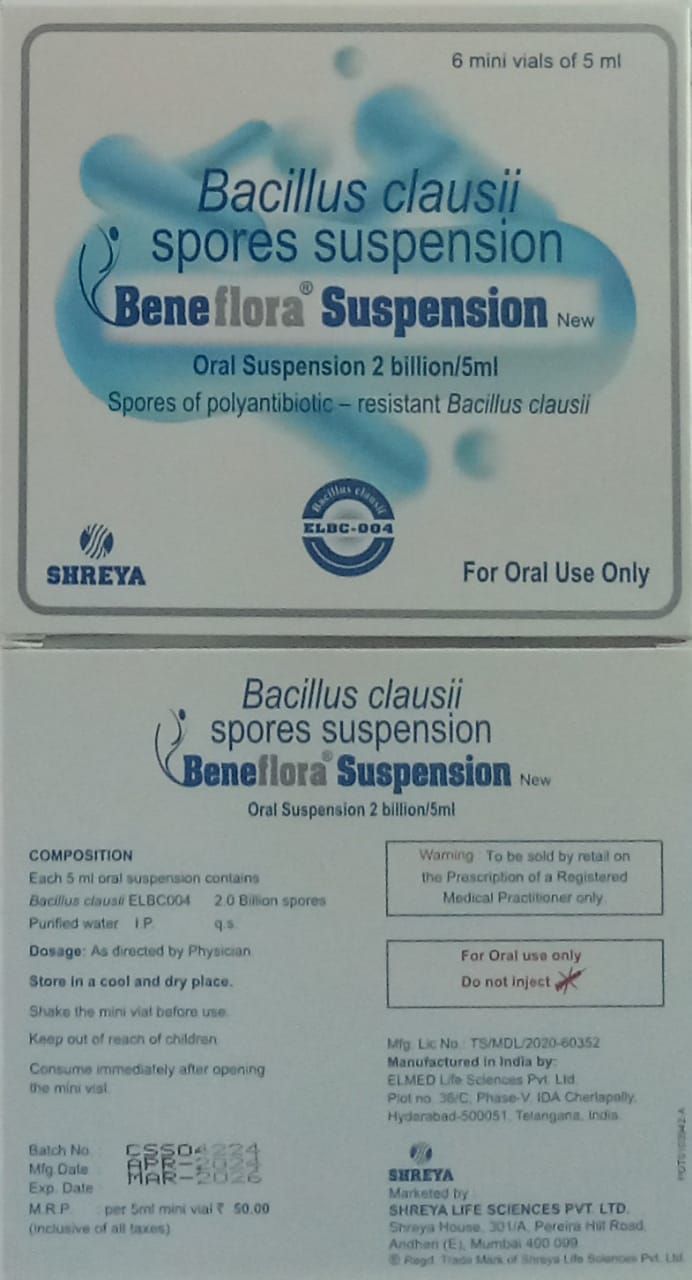 6 mini vials of 5 ml
Bacillus clausii
spores suspension
Beneflora® Suspension New
Oral Suspension 2 billion/5ml
Spores of polyantibiotic – resistant Bacillus clausii
Bacillus clausii
ELBC-004
SHREYA
For Oral Use Only
Bacillus clausii
spores suspension
Beneflora® Suspension New
Oral Suspension 2 billion/5ml
COMPOSITION
Each 5 ml oral suspension contains
Bacillus clausii ELBC004 2.0 Billion spores
Purified water I.P. q.s.
Dosage: As directed by Physician.
Store in a cool and dry place.
Shake the mini vial before use.
Keep out of reach of children.
Consume immediately after opening
the mini vial.
Batch No. : CSS04224
Mfg Date :
Exp. Date : MAR-2026
M.R.P. : per 5ml mini vial ₹ 50.00
(Inclusive of all taxes)
Warning : To be sold by retail on
the Prescription of a Registered
Medical Practitioner only.
For Oral use only
Do not inject
Mfg. Lic No.: TS/MDL/2020-60352
Manufactured in India by:
ELMED Life Sciences Pvt. Ltd.
Plot no. 36/C, Phase-V, IDA Cherlapally,
Hyderabad-500051, Telangana, India.
SHREYA
Marketed by :
SHREYA LIFE SCIENCES PVT. LTD.
Shreya House, 301/A, Pereira Hill Road,
Andheri (E), Mumbai 400 099.
® Regd. Trade Mark of Shreya Life Sciences Pvt. Ltd.